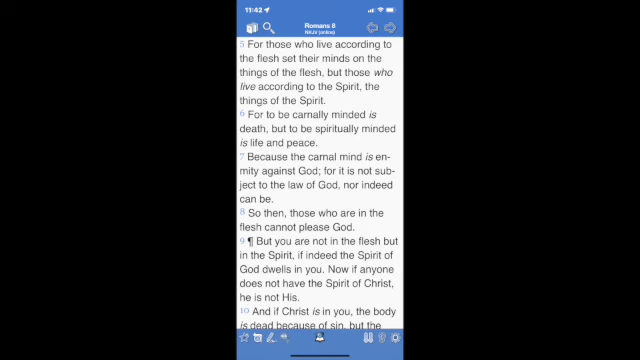 11:42
Romans 8
NKJV (online)
5 For those who live according to
the flesh set their minds on the
things of the flesh, but those who
live according to the Spirit, the
things of the Spirit.
6 For to be carnally minded is
death, but to be spiritually minded
is life and peace.
7 Because the carnal mind is en-
mity against God; for it is not sub-
ject to the law of God, nor indeed
can be.
8 So then, those who are in the
flesh cannot please God.
9 ¶ But you are not in the flesh but
in the Spirit, if indeed the Spirit of
God dwells in you. Now if anyone
does not have the Spirit of Christ,
he is not His.
10 And if Christ is in you, the body
is dead because of sin, but the